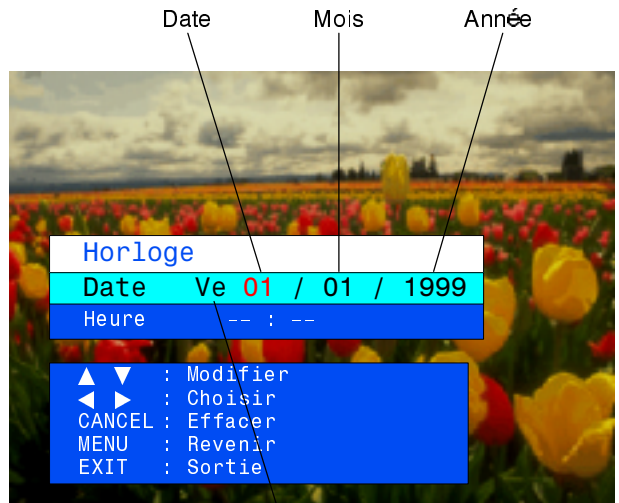 Date Mois Année
Horloge
Date Ve 01 / 01 / 1999
Heure -- : --
▲ ▼ : Modifier
◀ ▶ : Choisir
CANCEL : Effacer
MENU : Revenir
EXIT : Sortie